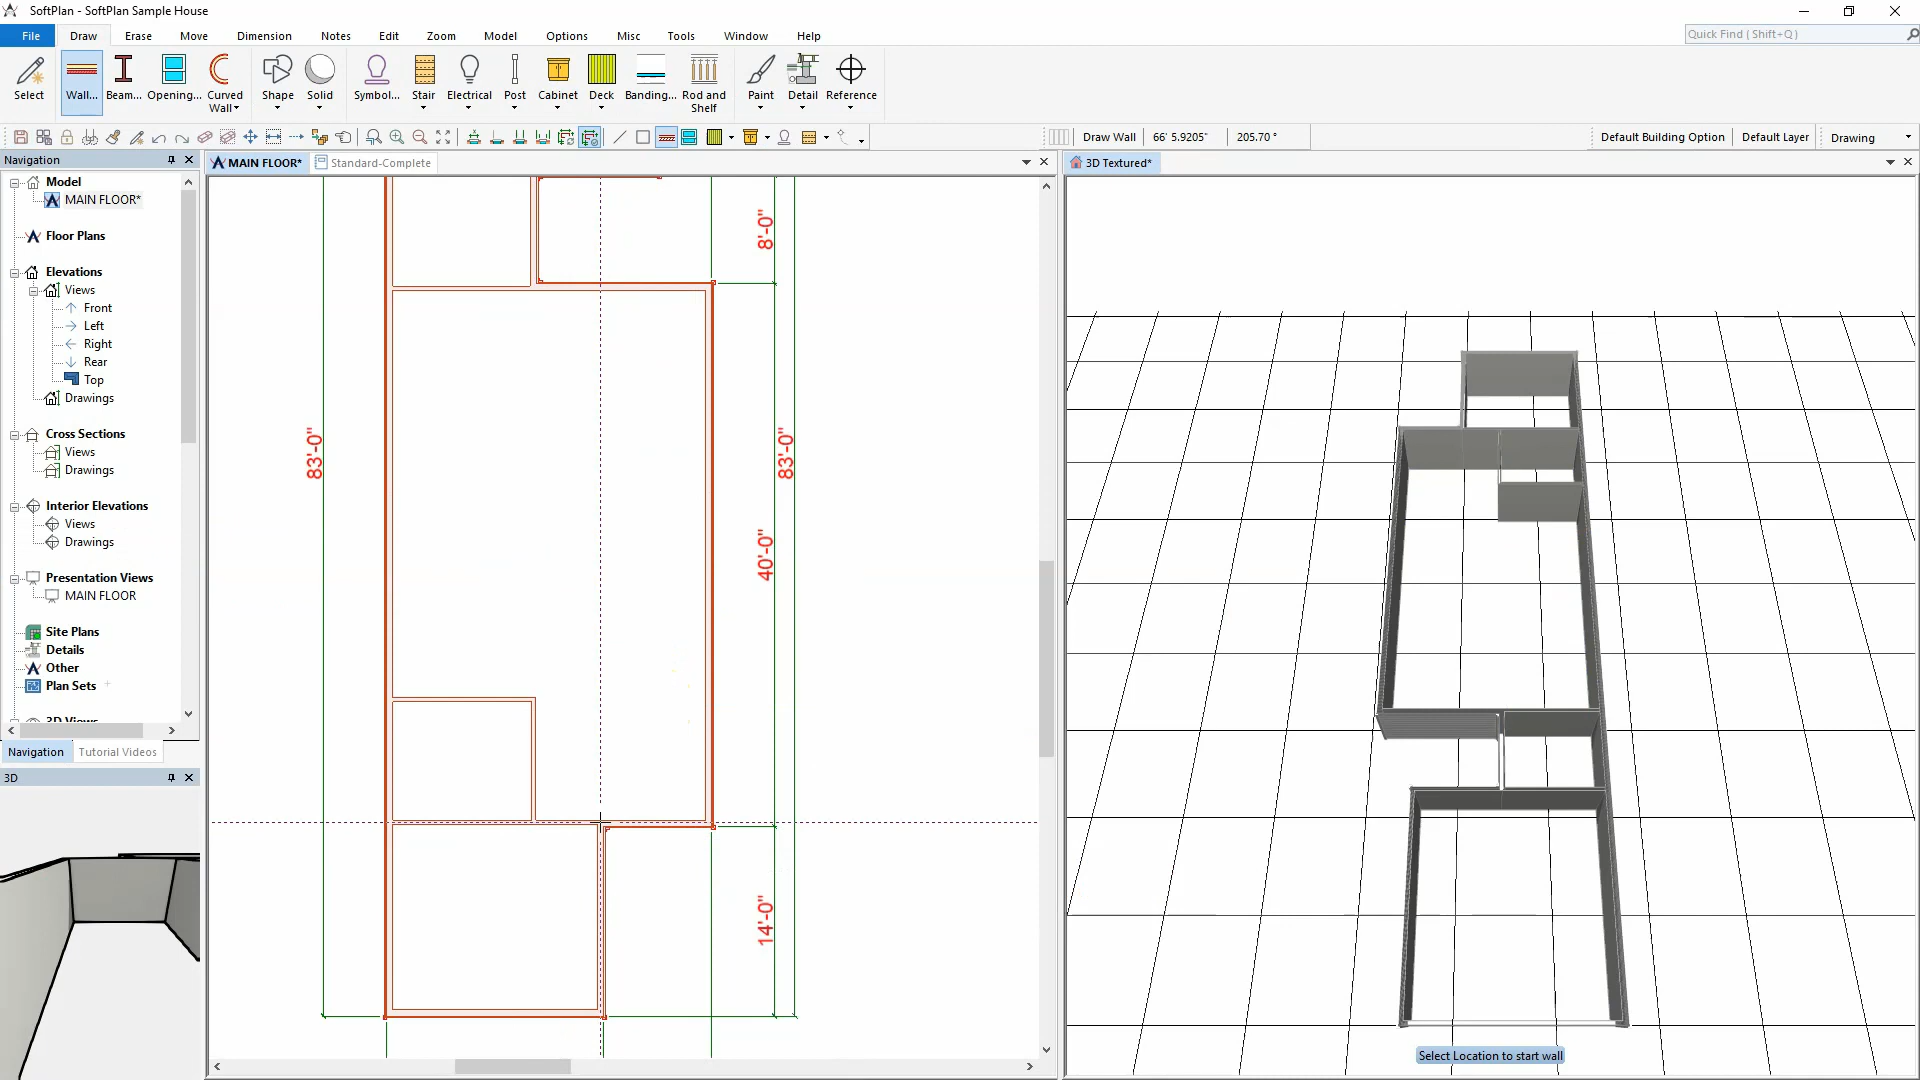 SoftPlan - SoftPlan Sample House
File Draw Erase Move Dimension Notes Edit Zoom Model Options Misc Tools Window Help
Quick Find ( Shift+Q )
Select Wall... Beam... Opening... Curved Wall Shape Solid Symbol... Stair Electrical Post Cabinet Deck Banding... Rod and Shelf Paint Detail Reference
Draw Wall 66' 5.9205" 205.70 ° Default Building Option Default Layer Drawing
Navigation
MAIN FLOOR* Standard-Complete
3D Textured*
Model
MAIN FLOOR*
Floor Plans
Elevations
Views
Front
Left
Right
Rear
Top
Drawings
Cross Sections
Views
Drawings
Interior Elevations
Views
Drawings
Presentation Views
MAIN FLOOR
Site Plans
Details
Other
Plan Sets
3D Views
Navigation Tutorial Videos
3D
8'-0"
83'-0"
83'-0"
40'-0"
14'-0"
Select Location to start wall